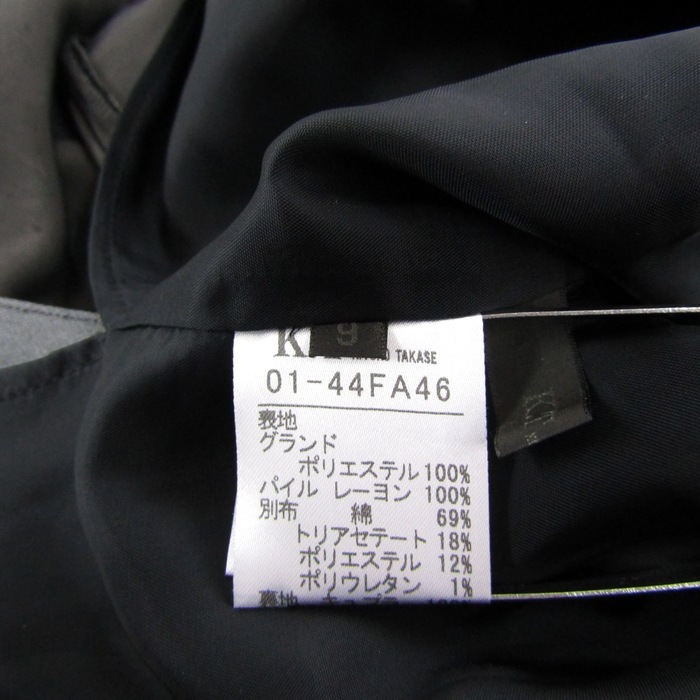 K
9
TAKASE
01-44FA46
表地
グランド
ポリエステル 100%
パイル レーヨン 100%
別布 綿 69%
トリアセテート 18%
ポリエステル 12%
ポリウレタン 1%